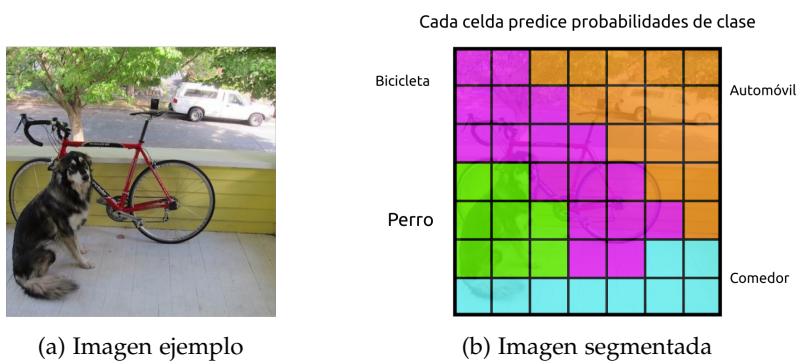 Cada celda predice probabilidades de clase
Bicicleta
Automóvil
Perro
Comedor
(a) Imagen ejemplo
(b) Imagen segmentada